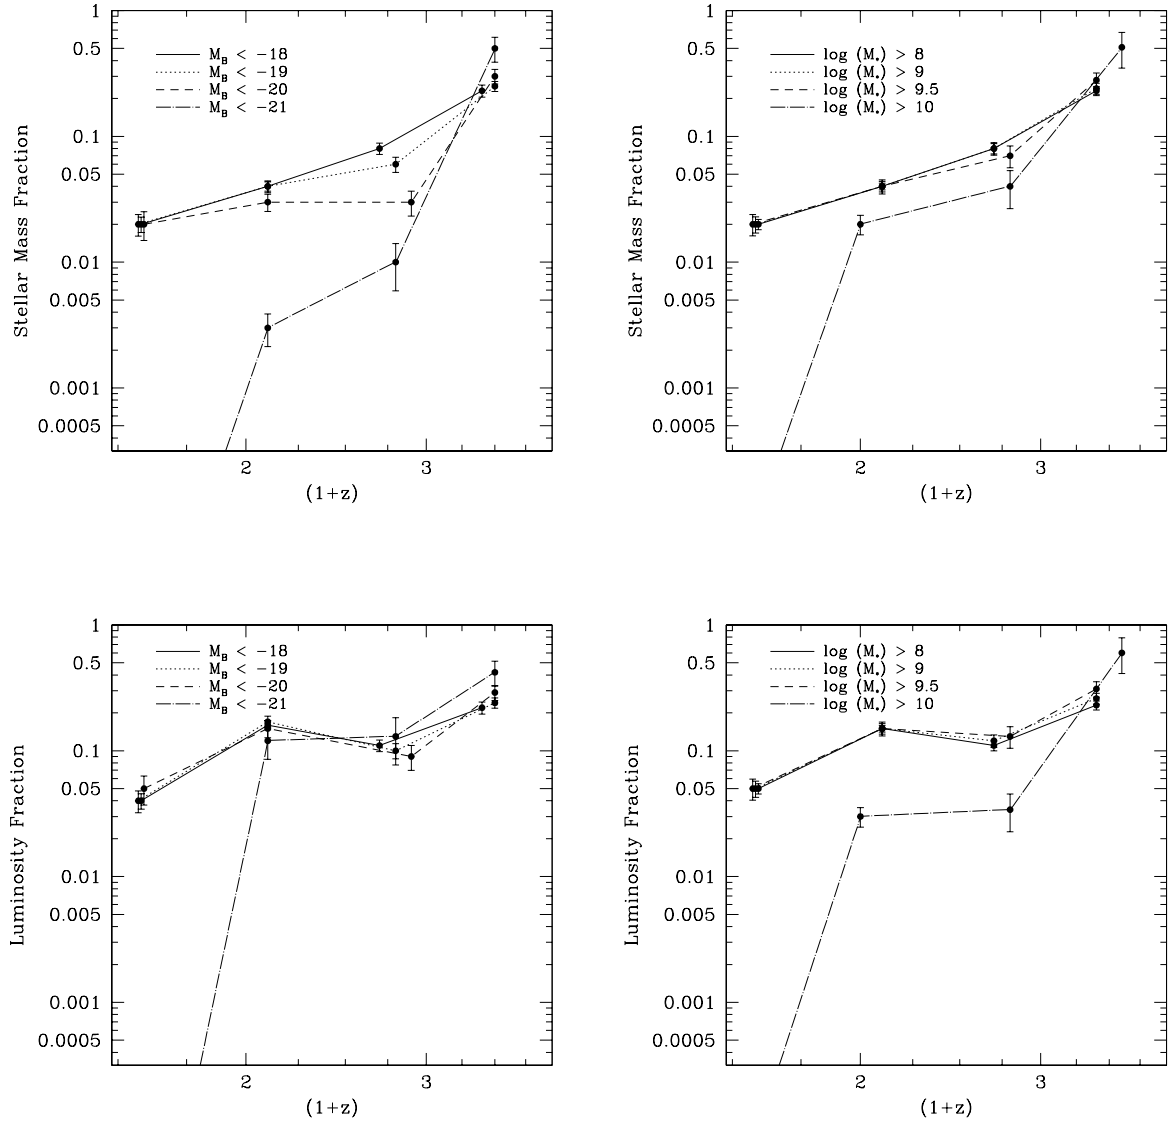 1
0.5
0.1
0.05
0.01
0.005
0.001
0.0005
Stellar Mass Fraction
M_B < −18
M_B < −19
M_B < −20
M_B < −21
2
3
(1+z)
1
0.5
0.1
0.05
0.01
0.005
0.001
0.0005
Stellar Mass Fraction
log (M_*) > 8
log (M_*) > 9
log (M_*) > 9.5
log (M_*) > 10
2
3
(1+z)
1
0.5
0.1
0.05
0.01
0.005
0.001
0.0005
Luminosity Fraction
M_B < −18
M_B < −19
M_B < −20
M_B < −21
2
3
(1+z)
1
0.5
0.1
0.05
0.01
0.005
0.001
0.0005
Luminosity Fraction
log (M_*) > 8
log (M_*) > 9
log (M_*) > 9.5
log (M_*) > 10
2
3
(1+z)